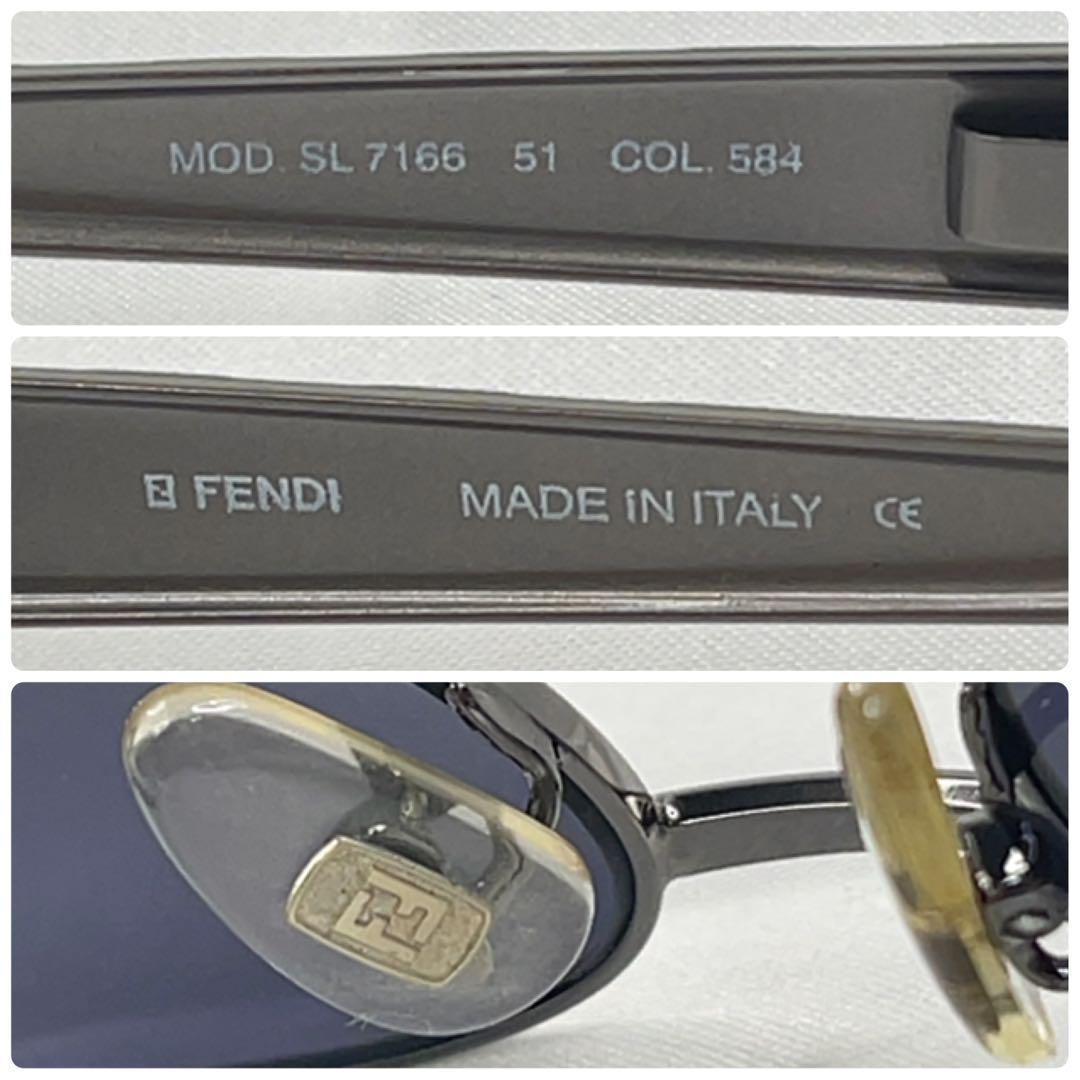 MOD. SL 7166 51 COL. 584
FENDI MADE IN ITALY CE